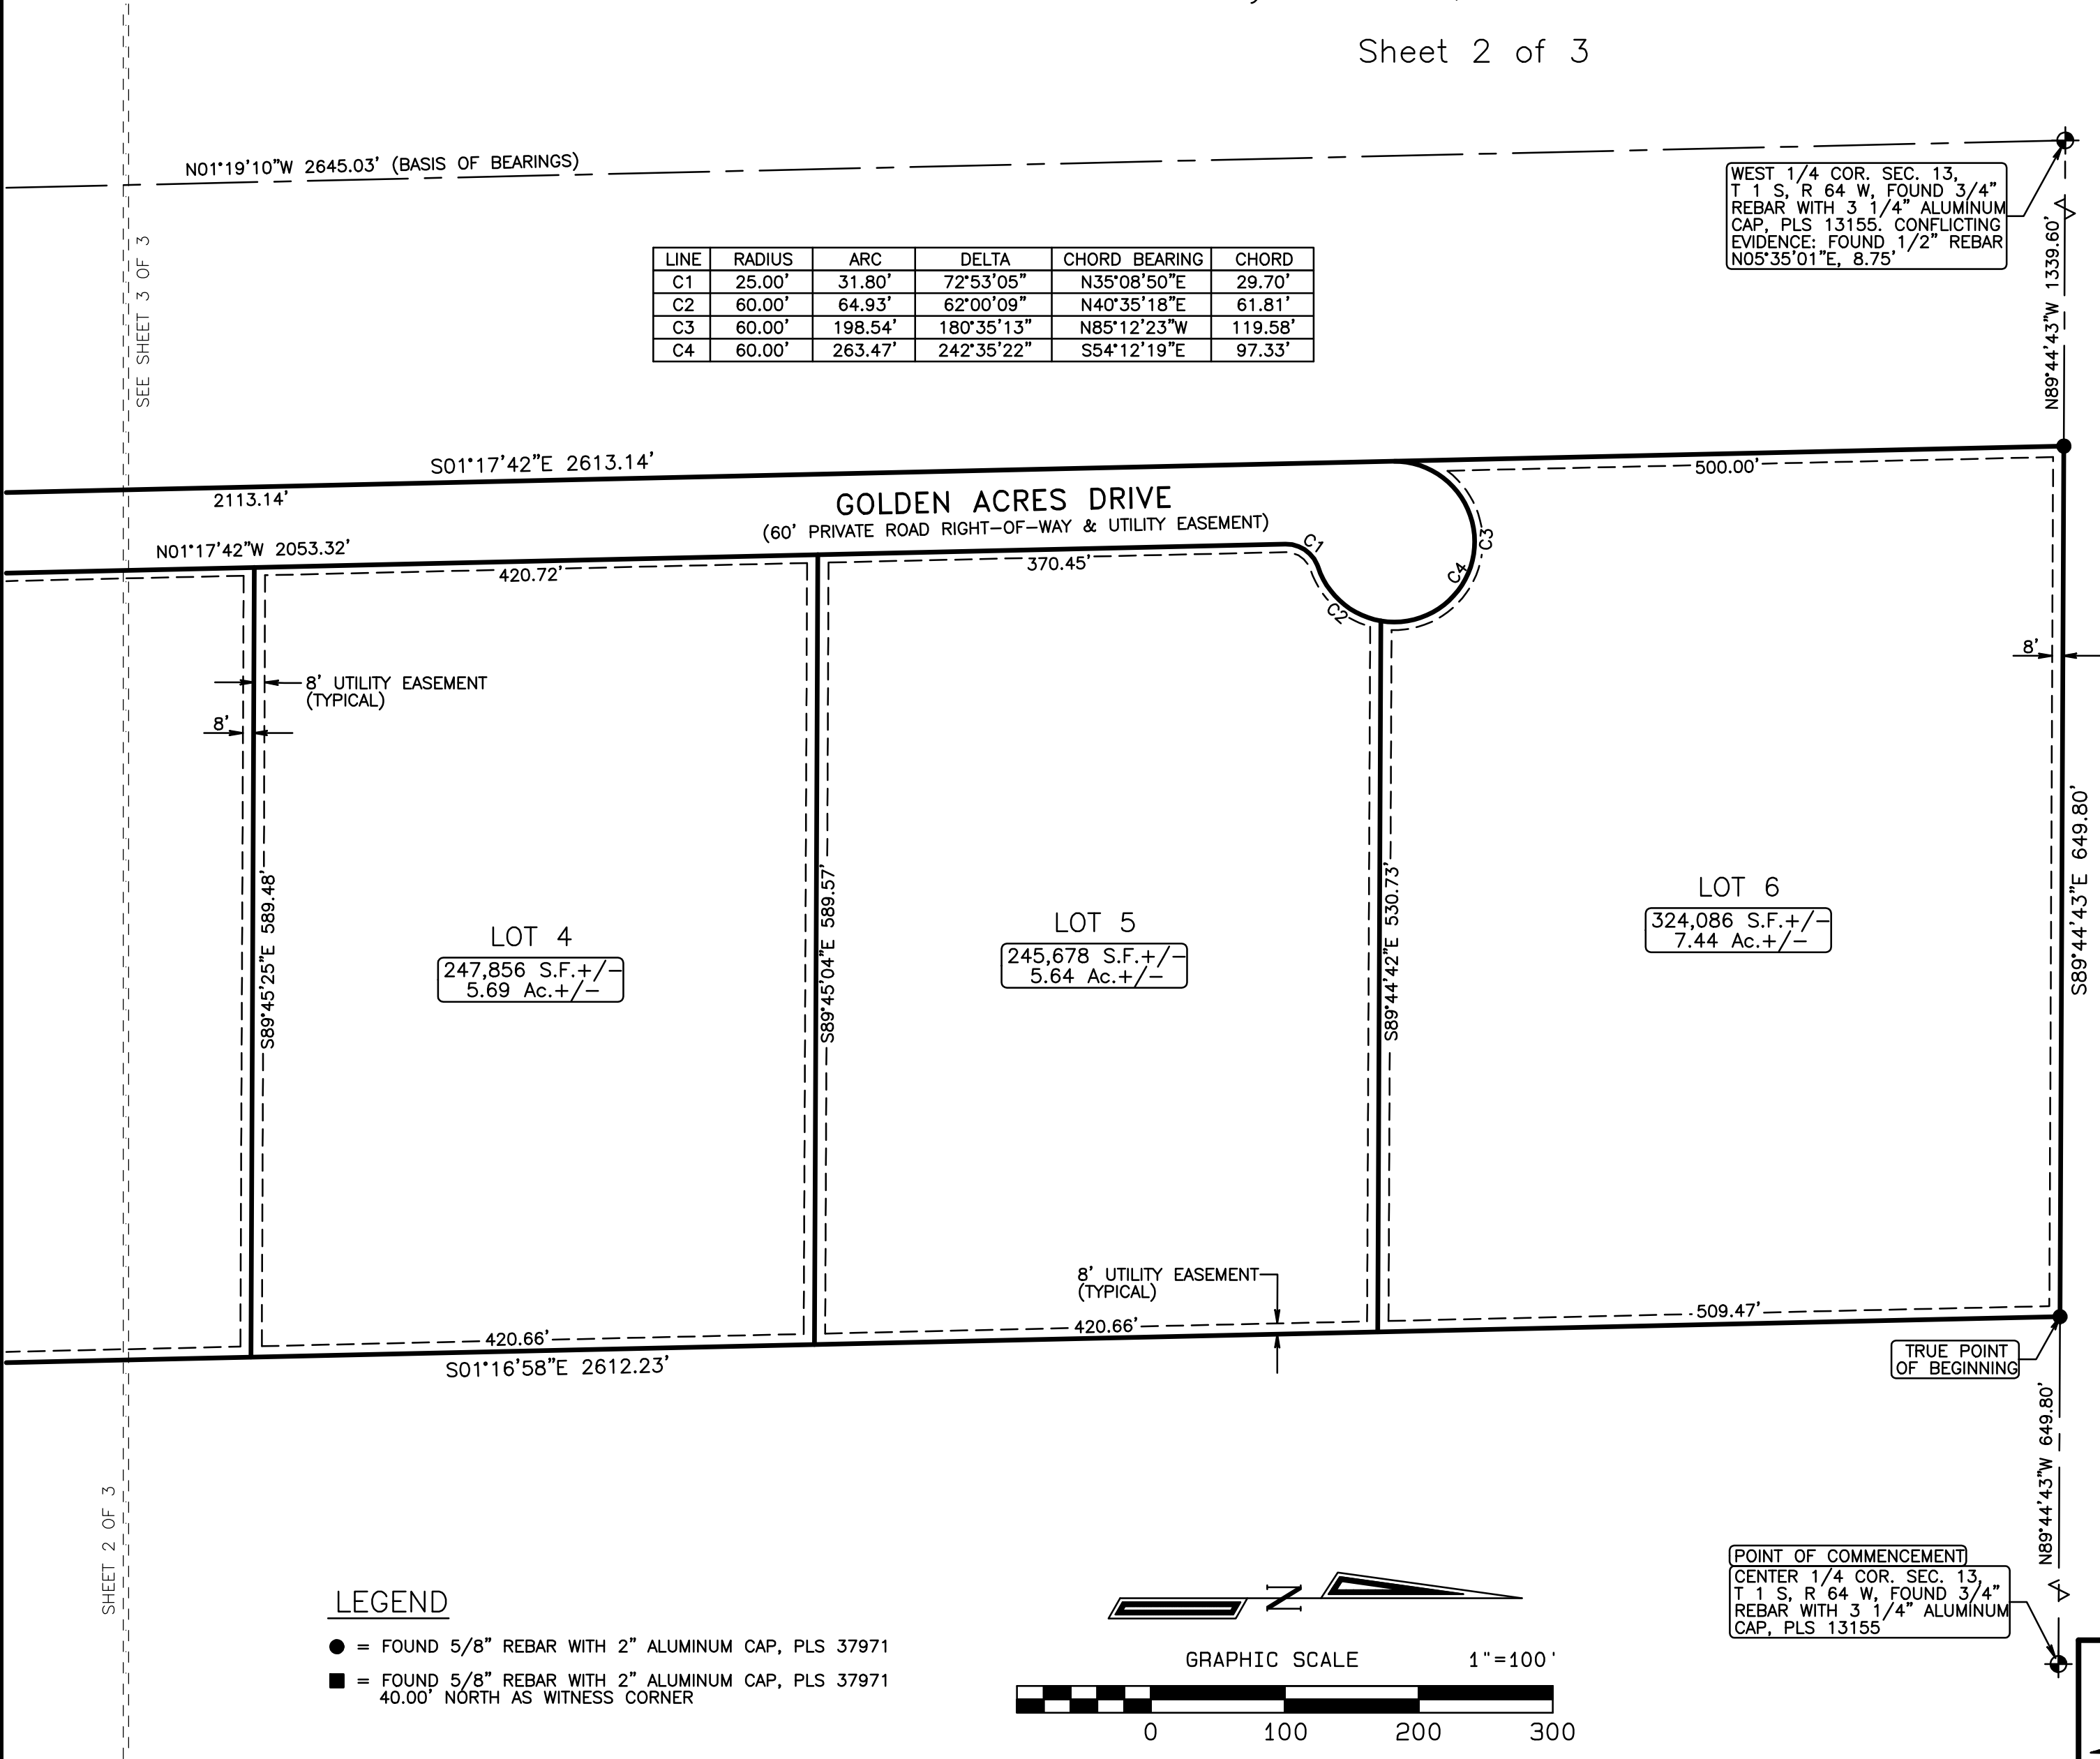 Sheet 2 of 3
N01°19'10"W 2645.03' (BASIS OF BEARINGS)
WEST 1/4 COR. SEC. 13,
T 1 S, R 64 W, FOUND 3/4"
REBAR WITH 3 1/4" ALUMINUM
CAP, PLS 13155. CONFLICTING
EVIDENCE: FOUND 1/2" REBAR
N05°35'01"E, 8.75'
N89°44'43"W 1339.60'
SEE SHEET 3 OF 3
LINE RADIUS ARC DELTA CHORD BEARING CHORD
C1 25.00' 31.80' 72°53'05" N35°08'50"E 29.70'
C2 60.00' 64.93' 62°00'09" N40°35'18"E 61.81'
C3 60.00' 198.54' 180°35'13" N85°12'23"W 119.58'
C4 60.00' 263.47' 242°35'22" S54°12'19"E 97.33'
S01°17'42"E 2613.14'
500.00'
2113.14'
GOLDEN ACRES DRIVE
(60' PRIVATE ROAD RIGHT-OF-WAY & UTILITY EASEMENT)
N01°17'42"W 2053.32'
420.72'
370.45'
C1
C2
C3
C4
8' UTILITY EASEMENT
(TYPICAL)
8'
8'
S89°45'25"E 589.48'
S89°45'04"E 589.57'
S89°44'42"E 530.73'
S89°44'43"E 649.80'
LOT 4
247,856 S.F.+/-
5.69 Ac.+/-
LOT 5
245,678 S.F.+/-
5.64 Ac.+/-
LOT 6
324,086 S.F.+/-
7.44 Ac.+/-
8' UTILITY EASEMENT
(TYPICAL)
420.66'
420.66'
509.47'
S01°16'58"E 2612.23'
TRUE POINT
OF BEGINNING
N89°44'43"W 649.80'
SHEET 2 OF 3
POINT OF COMMENCEMENT
CENTER 1/4 COR. SEC. 13,
T 1 S, R 64 W, FOUND 3/4"
REBAR WITH 3 1/4" ALUMINUM
CAP, PLS 13155
LEGEND
= FOUND 5/8" REBAR WITH 2" ALUMINUM CAP, PLS 37971
= FOUND 5/8" REBAR WITH 2" ALUMINUM CAP, PLS 37971
40.00' NORTH AS WITNESS CORNER
N
GRAPHIC SCALE 1"=100'
0 100 200 300